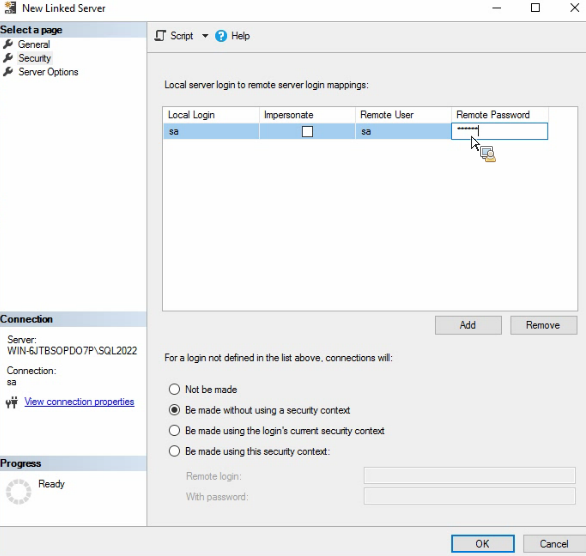 New Linked Server
Select a page
General
Security
Server Options
Script
Help
Local server login to remote server login mappings:
Local Login Impersonate Remote User Remote Password
sa sa ******
Add Remove
For a login not defined in the list above, connections will:
Not be made
Be made without using a security context
Be made using the login's current security context
Be made using this security context:
Remote login:
With password:
Connection
Server:
WIN-6JTBSOPDO7P\SQL2022
Connection:
sa
View connection properties
Progress
Ready
OK Cancel